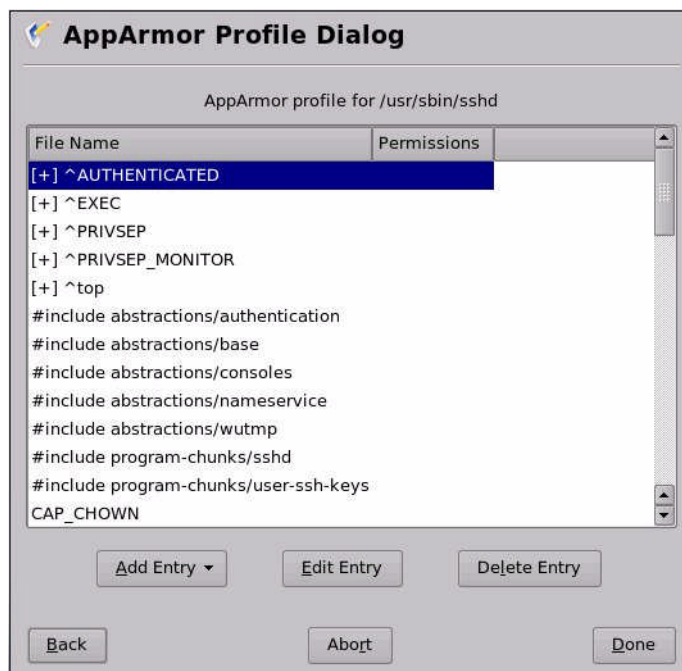 AppArmor Profile Dialog
AppArmor profile for /usr/sbin/sshd
File Name Permissions
[+] ^AUTHENTICATED
[+] ^EXEC
[+] ^PRIVSEP
[+] ^PRIVSEP_MONITOR
[+] ^top
#include abstractions/authentication
#include abstractions/base
#include abstractions/consoles
#include abstractions/nameservice
#include abstractions/wutmp
#include program-chunks/sshd
#include program-chunks/user-ssh-keys
CAP_CHOWN
Add Entry Edit Entry Delete Entry
Back Abort Done